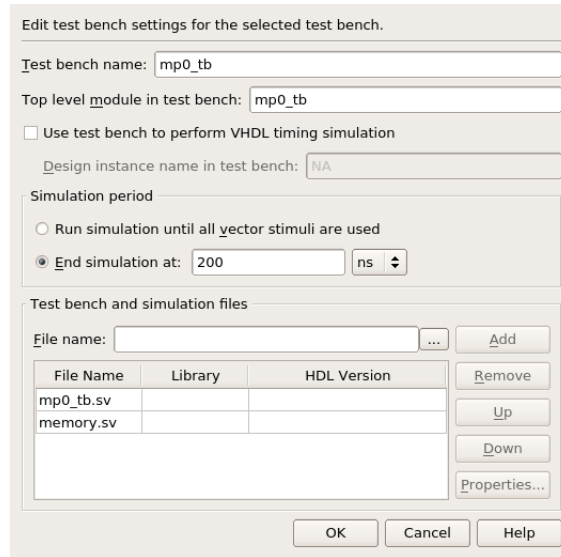 Edit test bench settings for the selected test bench.
Test bench name: mp0_tb
Top level module in test bench: mp0_tb
Use test bench to perform VHDL timing simulation
Design instance name in test bench: NA
Simulation period
Run simulation until all vector stimuli are used
End simulation at: 200 ns
Test bench and simulation files
File name: ... Add
File Name Library HDL Version Remove
mp0_tb.sv
Up
memory.sv
Down
Properties...
OK Cancel Help